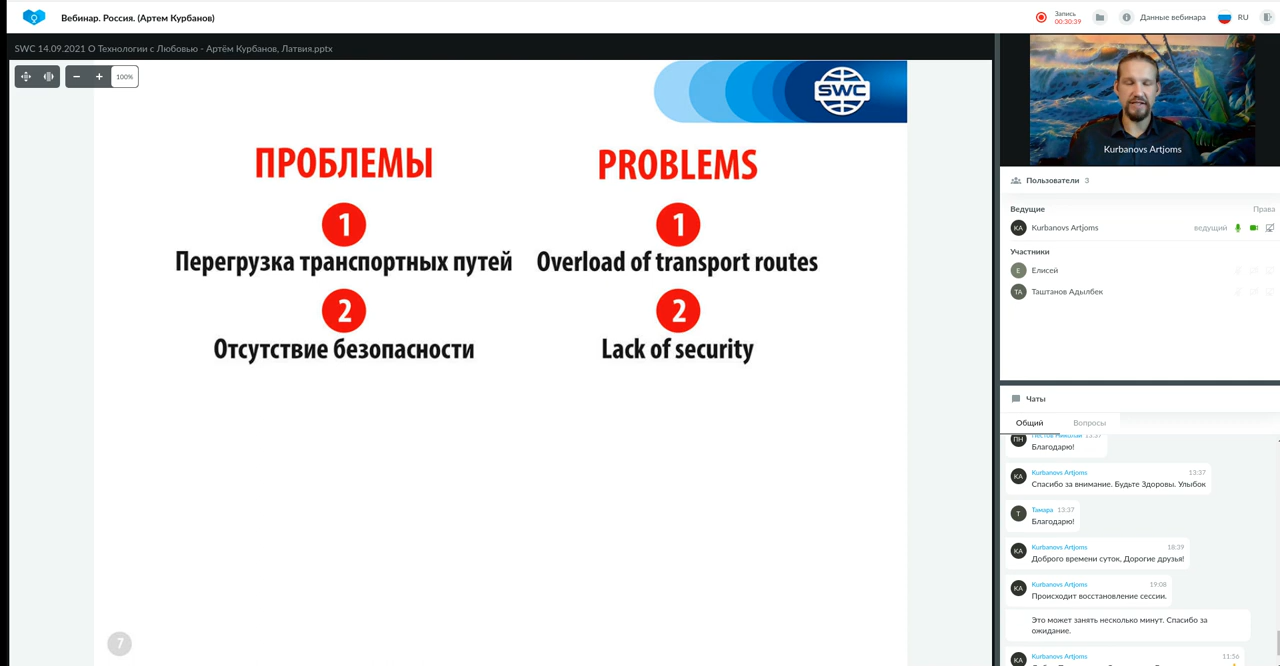 Вебинар. Россия. (Артем Курбанов)
Запись
00:30:39
Данные вебинара
RU
SWC 14.09.2021 О Технологии с Любовью - Артём Курбанов, Латвия.pptx
100%
SWC
ПРОБЛЕМЫ
1
Перегрузка транспортных путей
2
Отсутствие безопасности
PROBLEMS
1
Overload of transport routes
2
Lack of security
7
Kurbanovs Artjoms
Пользователи 3
Ведущие Права
KA Kurbanovs Artjoms ведущий
Участники
Е Елисей
ТА Таштанов Адылбек
Чаты
Общий Вопросы
ПН 13:37
Благодарю!
KA Kurbanovs Artjoms 13:37
Спасибо за внимание. Будьте Здоровы. Улыбок
Т Тамара 13:37
Благодарю!
KA Kurbanovs Artjoms 18:39
Доброго времени суток, Дорогие друзья!
KA Kurbanovs Artjoms 19:08
Происходит восстановление сессии.
Это может занять несколько минут. Спасибо за
ожидание.
KA Kurbanovs Artjoms 11:56